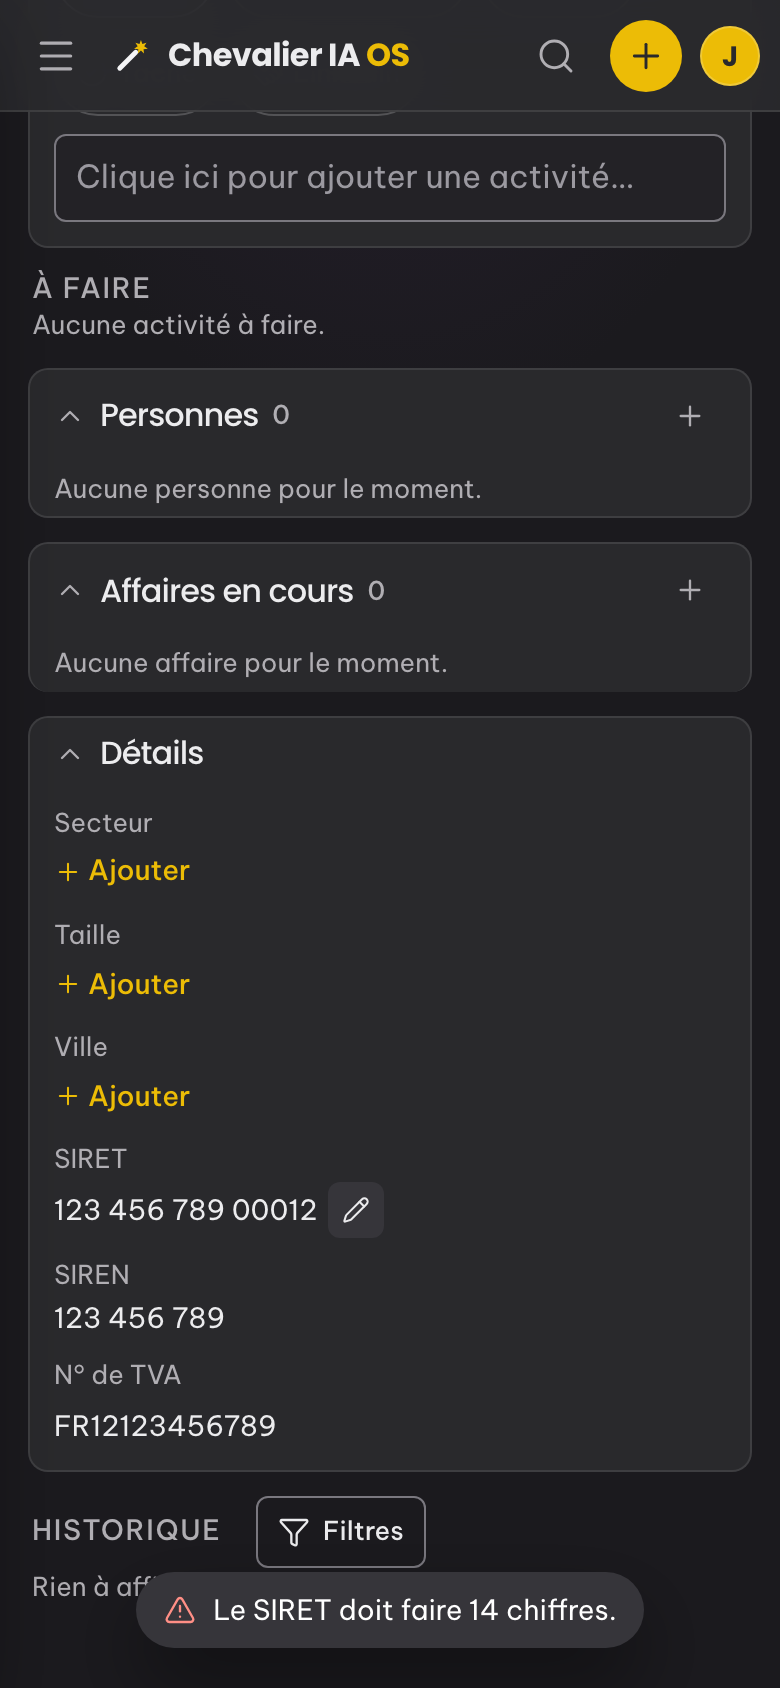 Chevalier IA OS
J
Clique ici pour ajouter une activité...
À FAIRE
Aucune activité à faire.
Personnes 0
Aucune personne pour le moment.
Affaires en cours 0
Aucune affaire pour le moment.
Détails
Secteur
+ Ajouter
Taille
+ Ajouter
Ville
+ Ajouter
SIRET
123 456 789 00012
SIREN
123 456 789
N° de TVA
FR12123456789
HISTORIQUE Filtres
Rien à
Le SIRET doit faire 14 chiffres.